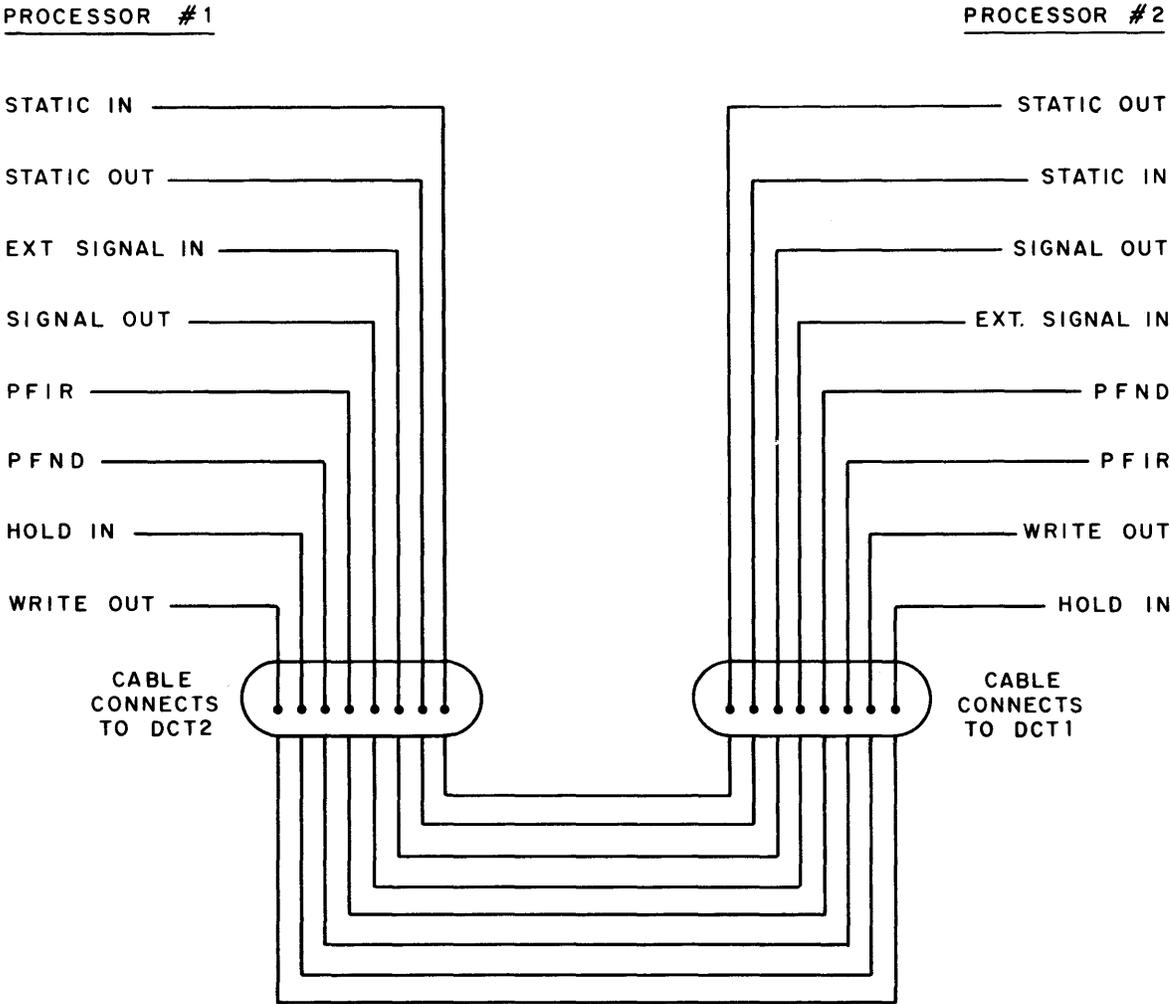 PROCESSOR #1
PROCESSOR #2
STATIC IN
STATIC OUT
STATIC OUT
STATIC IN
EXT SIGNAL IN
SIGNAL OUT
SIGNAL OUT
EXT. SIGNAL IN
PFIR
PFND
PFND
PFIR
HOLD IN
WRITE OUT
WRITE OUT
HOLD IN
CABLE
CONNECTS
TO DCT2
CABLE
CONNECTS
TO DCT1